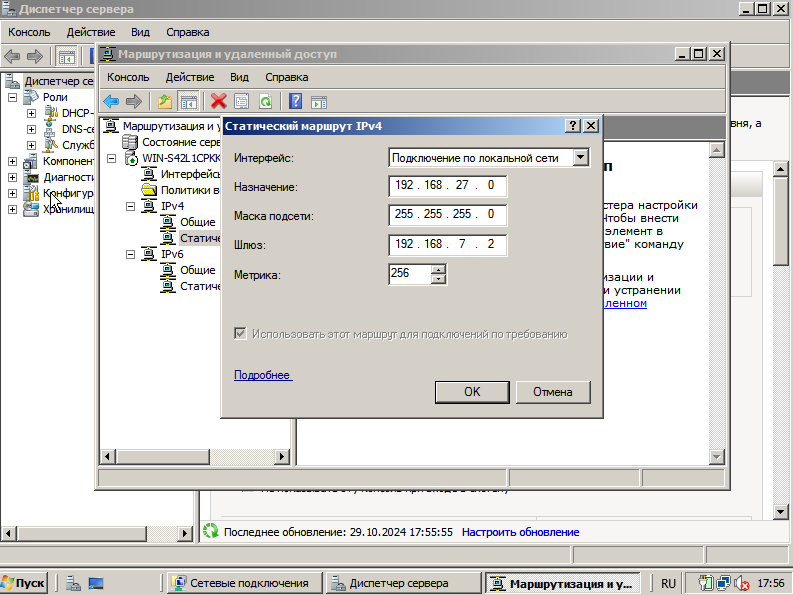 Диспетчер сервера
Консоль Действие Вид Справка
Маршрутизация и удаленный доступ
Консоль Действие Вид Справка
Диспетчер се
Роли
DHCP-
DNS-се
Служб
Компонент
Диагности
Конфигур
Хранилищ
Маршрутизация и у
Состояние серв
WIN-S42L1CPKK
Интерфейсы
Политики в
IPv4
Общие
Статиче
IPv6
Общие
Статиче
Статический маршрут IPv4
Интерфейс: Подключение по локальной сети
Назначение: 192 . 168 . 27 . 0
Маска подсети: 255 . 255 . 255 . 0
Шлюз: 192 . 168 . 7 . 2
Метрика: 256
Использовать этот маршрут для подключений по требованию
Подробнее
OK Отмена
п
стера настройки
Чтобы внести
элемент в
вие" команду
изации и
и устранении
ленном
вня, а
Последнее обновление: 29.10.2024 17:55:55 Настроить обновление
Пуск
Сетевые подключения
Диспетчер сервера
Маршрутизация и у...
RU
17:56